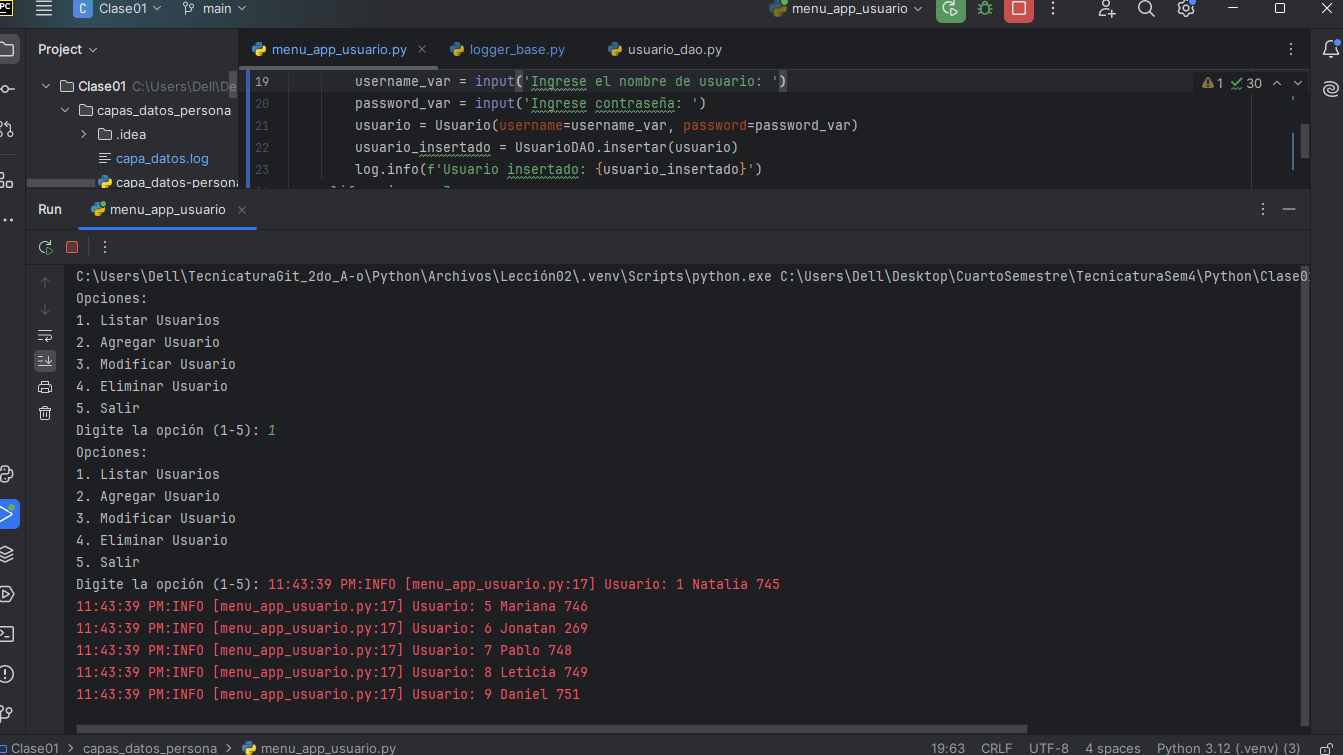 PC
C Clase01
main
menu_app_usuario
Project
menu_app_usuario.py
logger_base.py
usuario_dao.py
Clase01 C:\Users\Dell\De
capas_datos_persona
.idea
capa_datos.log
capa_datos-persona
19 username_var = input('Ingrese el nombre de usuario: ')
20 password_var = input('Ingrese contraseña: ')
21 usuario = Usuario(username=username_var, password=password_var)
22 usuario_insertado = UsuarioDAO.insertar(usuario)
23 log.info(f'Usuario insertado: {usuario_insertado}')
1 30
Run menu_app_usuario
C:\Users\Dell\TecnicaturaGit_2do_A-o\Python\Archivos\Lección02\.venv\Scripts\python.exe C:\Users\Dell\Desktop\CuartoSemestre\TecnicaturaSem4\Python\Clase0
Opciones:
1. Listar Usuarios
2. Agregar Usuario
3. Modificar Usuario
4. Eliminar Usuario
5. Salir
Digite la opción (1-5): 1
Opciones:
1. Listar Usuarios
2. Agregar Usuario
3. Modificar Usuario
4. Eliminar Usuario
5. Salir
Digite la opción (1-5): 11:43:39 PM:INFO [menu_app_usuario.py:17] Usuario: 1 Natalia 745
11:43:39 PM:INFO [menu_app_usuario.py:17] Usuario: 5 Mariana 746
11:43:39 PM:INFO [menu_app_usuario.py:17] Usuario: 6 Jonatan 269
11:43:39 PM:INFO [menu_app_usuario.py:17] Usuario: 7 Pablo 748
11:43:39 PM:INFO [menu_app_usuario.py:17] Usuario: 8 Leticia 749
11:43:39 PM:INFO [menu_app_usuario.py:17] Usuario: 9 Daniel 751
Clase01 > capas_datos_persona > menu_app_usuario.py
19:63 CRLF UTF-8 4 spaces Python 3.12 (.venv) (3)